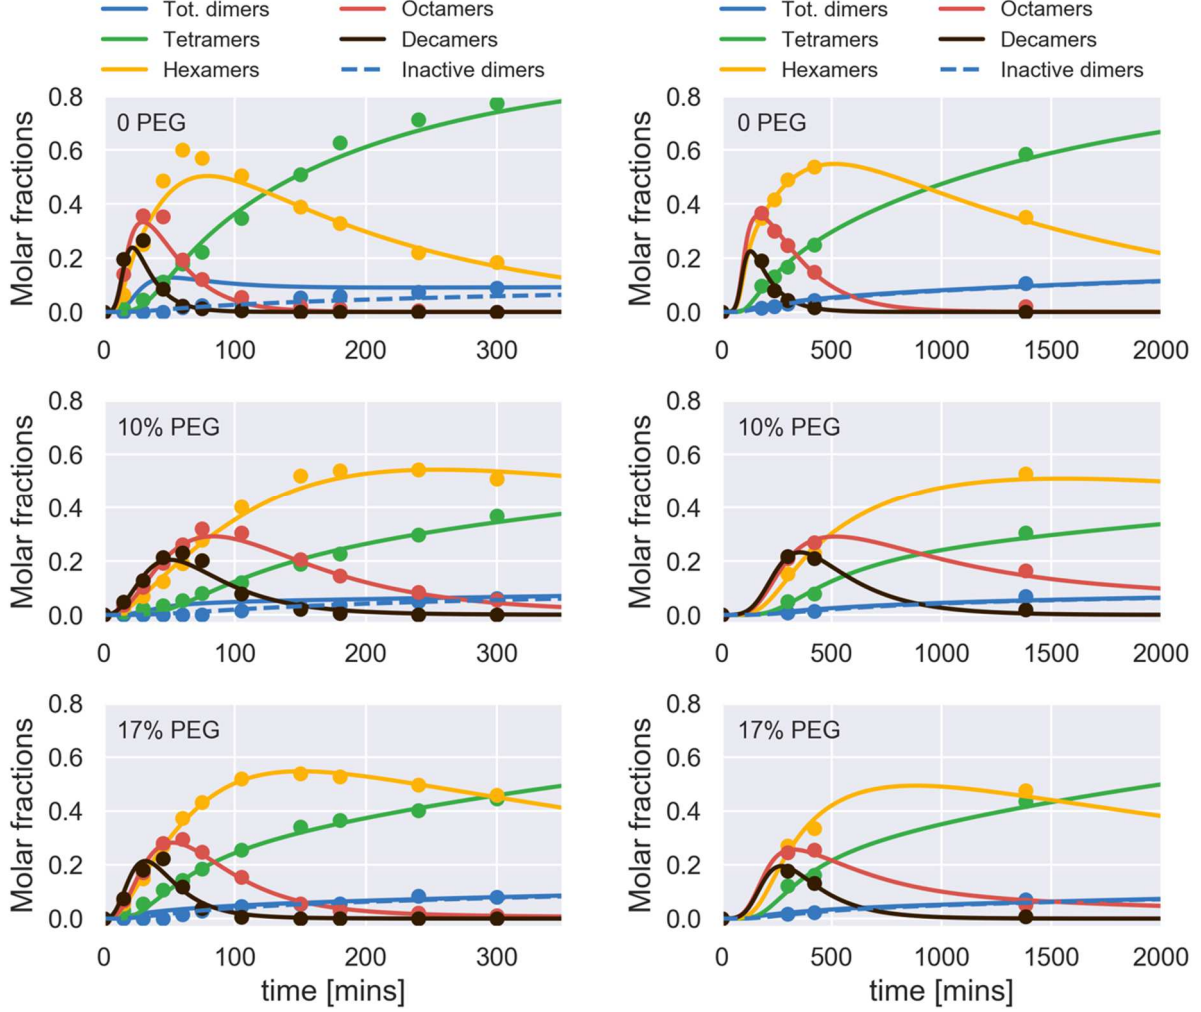 Tot. dimers Octamers Tot. dimers Octamers
Tetramers Decamers Tetramers Decamers
Hexamers Inactive dimers Hexamers Inactive dimers
0 PEG
Molar fractions
0.8
0.6
0.4
0.2
0.0
0 100 200 300
0 PEG
Molar fractions
0.8
0.6
0.4
0.2
0.0
0 500 1000 1500 2000
10% PEG
Molar fractions
0.8
0.6
0.4
0.2
0.0
0 100 200 300
10% PEG
Molar fractions
0.8
0.6
0.4
0.2
0.0
0 500 1000 1500 2000
17% PEG
Molar fractions
0.8
0.6
0.4
0.2
0.0
0 100 200 300
time [mins]
17% PEG
Molar fractions
0.8
0.6
0.4
0.2
0.0
0 500 1000 1500 2000
time [mins]